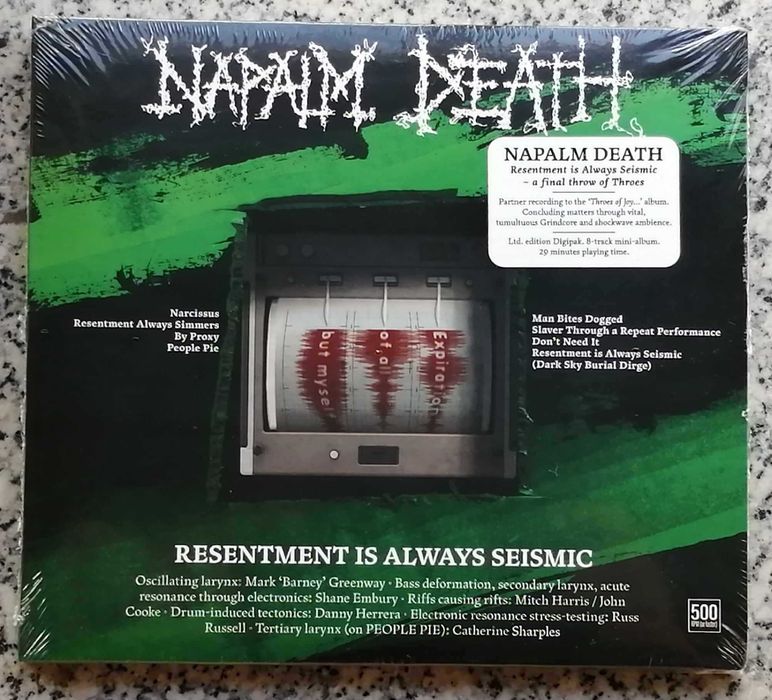 NAPALM DEATH
NAPALM DEATH
Resentment is Always Seismic
– a final throw of Throes
Partner recording to the ‘Throes of Joy...’ album.
Concluding matters through vital,
tumultuous Grindcore and shockwave ambience.
Ltd. edition Digipak. 8-track mini-album.
29 minutes playing time.
Narcissus
Resentment Always Simmers
By Proxy
People Pie
Man Bites Dogged
Slaver Through a Repeat Performance
Don’t Need It
Resentment is Always Seismic
(Dark Sky Burial Dirge)
Expiration
of, all
but myself
RESENTMENT IS ALWAYS SEISMIC
Oscillating larynx: Mark ‘Barney’ Greenway · Bass deformation, secondary larynx, acute
resonance through electronics: Shane Embury · Riffs causing rifts: Mitch Harris / John
Cooke · Drum-induced tectonics: Danny Herrera · Electronic resonance stress-testing: Russ
Russell · Tertiary larynx (on PEOPLE PIE): Catherine Sharples
500
RPM (or faster)